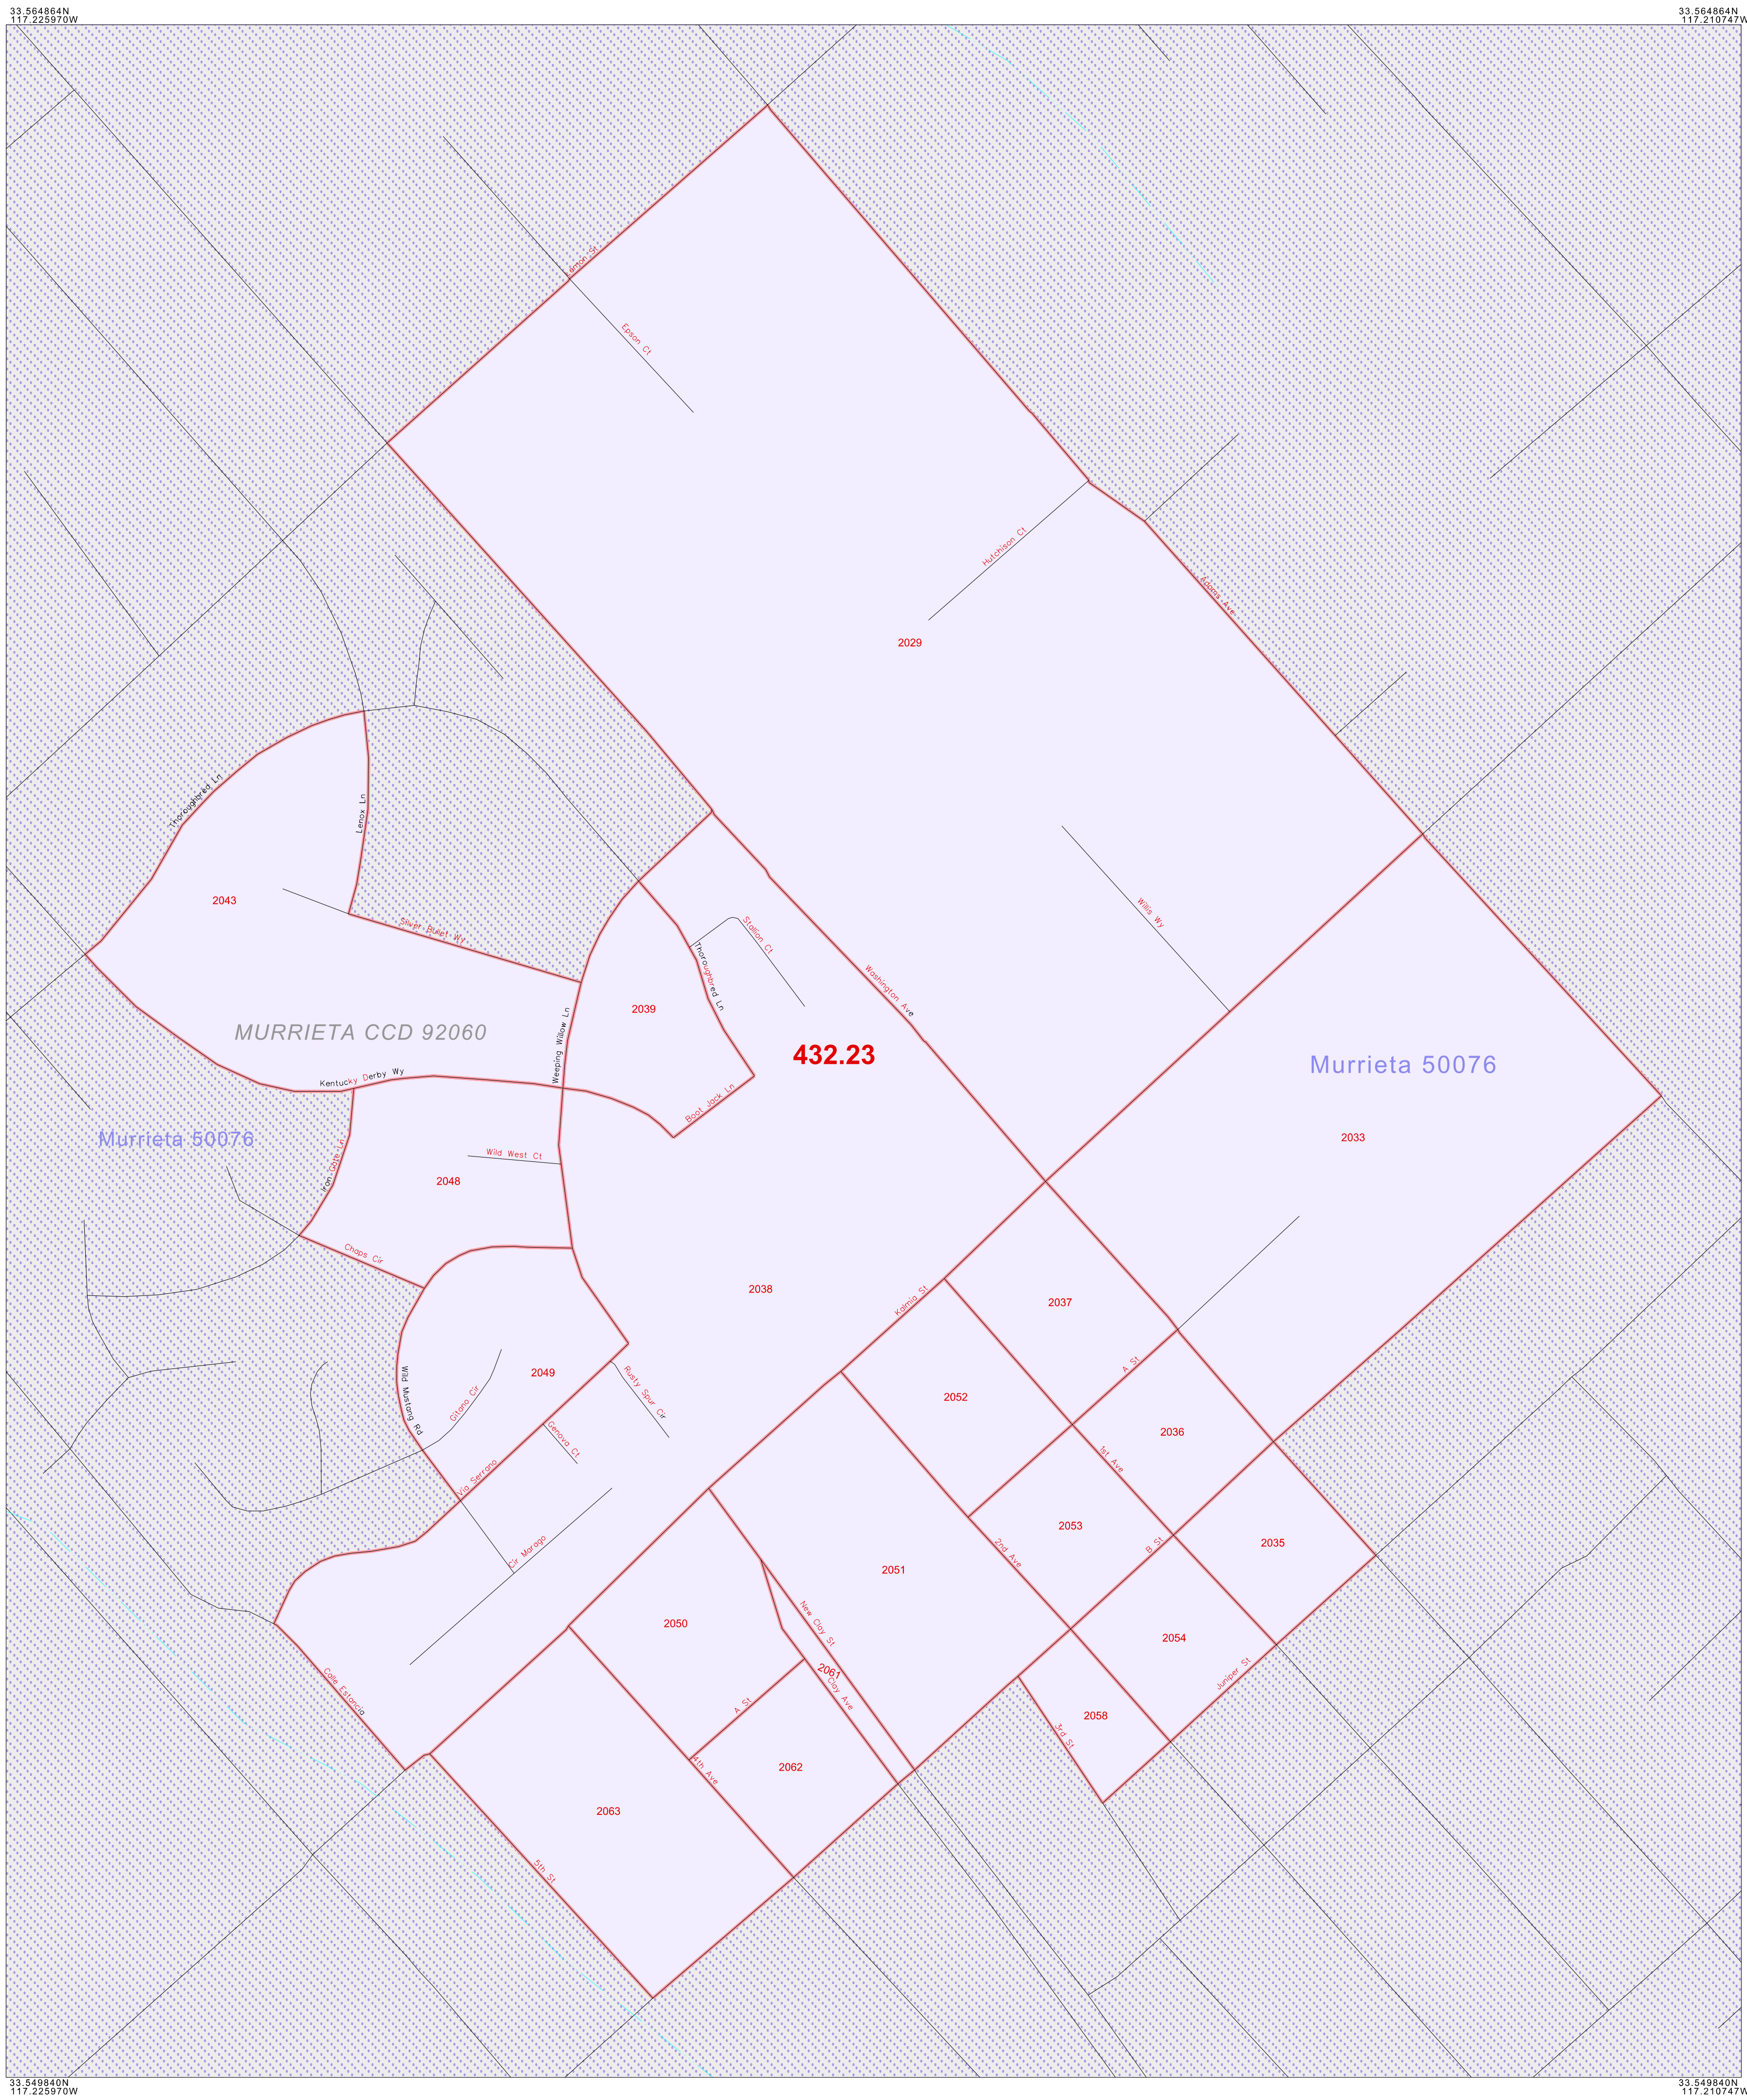 33.564864N
117.225970W
33.564864N
117.210747W
Lemon St
Epson Ct
Hutchison Ct
Adams Ave
2029
Thoroughbred Ln
Lenox Ln
2043
Silver Bullet Wy
Stallion Ct
Thoroughbred Ln
Washington Ave
Willis Wy
2039
MURRIETA CCD 92060
Weeping Willow Ln
432.23
Murrieta 50076
Kentucky Derby Wy
Boot Jack Ln
Murrieta 50076
2033
Iron Gate Ln
Wild West Ct
2048
Chaps Cir
2038
Kalmia St
2037
A St
2049
Rusty Spur Cir
Wild Mustang Rd
Gitano Cir
2052
Genova Ct
2036
1st Ave
Via Serrano
2053
B St
2035
Cir Marago
2nd Ave
2051
New Clay St
2050
2054
2061
Clay Ave
Juniper St
Calle Estancia
A St
2058
3rd St
4th Ave
2062
2063
5th St
33.549840N
117.225970W
33.549840N
117.210747W